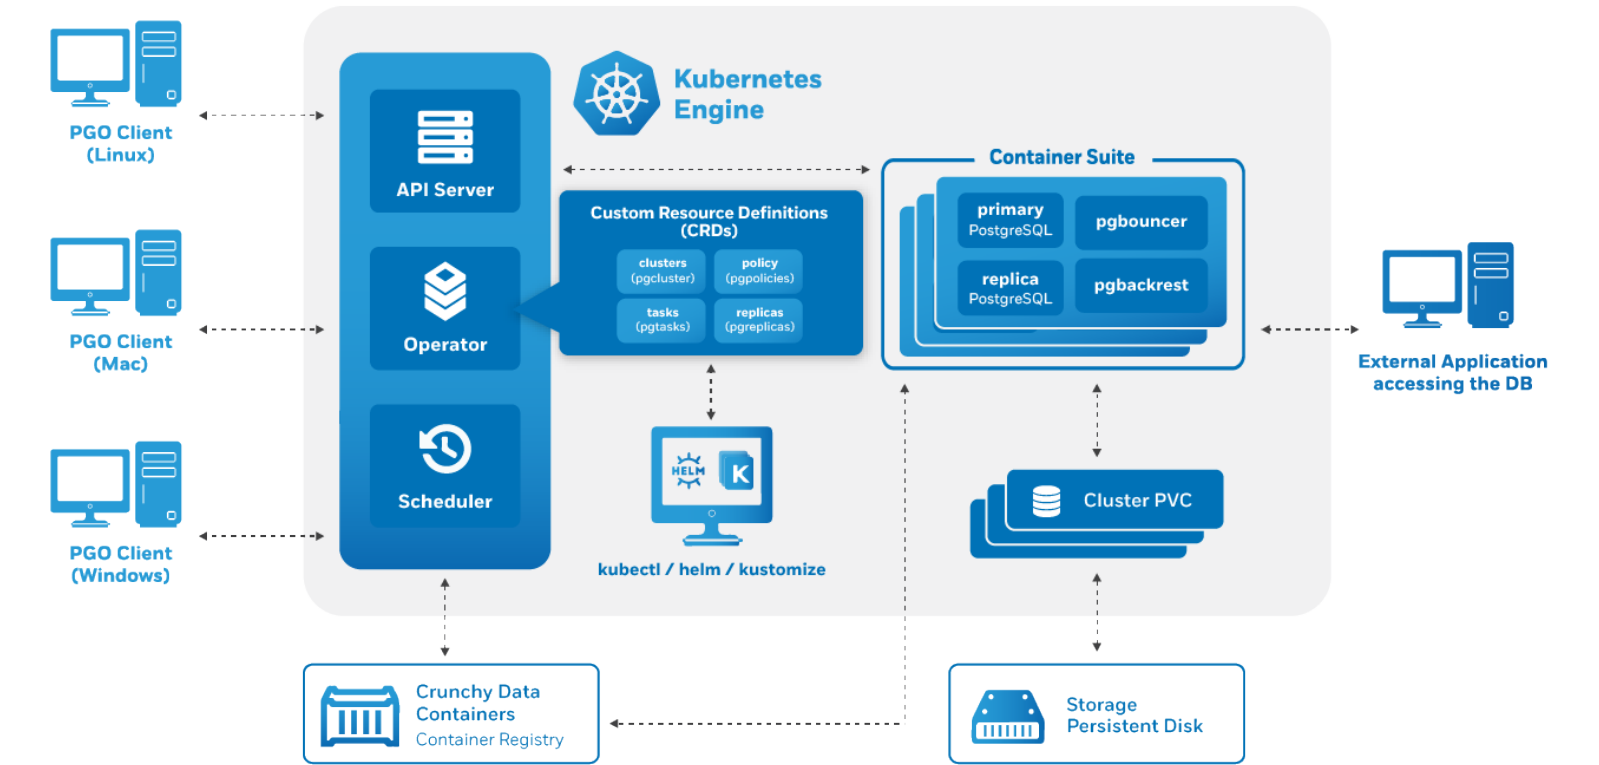 PGO Client
(Linux)
PGO Client
(Mac)
PGO Client
(Windows)
API Server
Operator
Scheduler
Kubernetes
Engine
Custom Resource Definitions
(CRDs)
clusters
(pgcluster)
policy
(pgpolicies)
tasks
(pgtasks)
replicas
(pgreplicas)
HELM
K
kubectl / helm / kustomize
Container Suite
primary
PostgreSQL
pgbouncer
replica
PostgreSQL
pgbackrest
Cluster PVC
External Application
accessing the DB
Crunchy Data
Containers
Container Registry
Storage
Persistent Disk